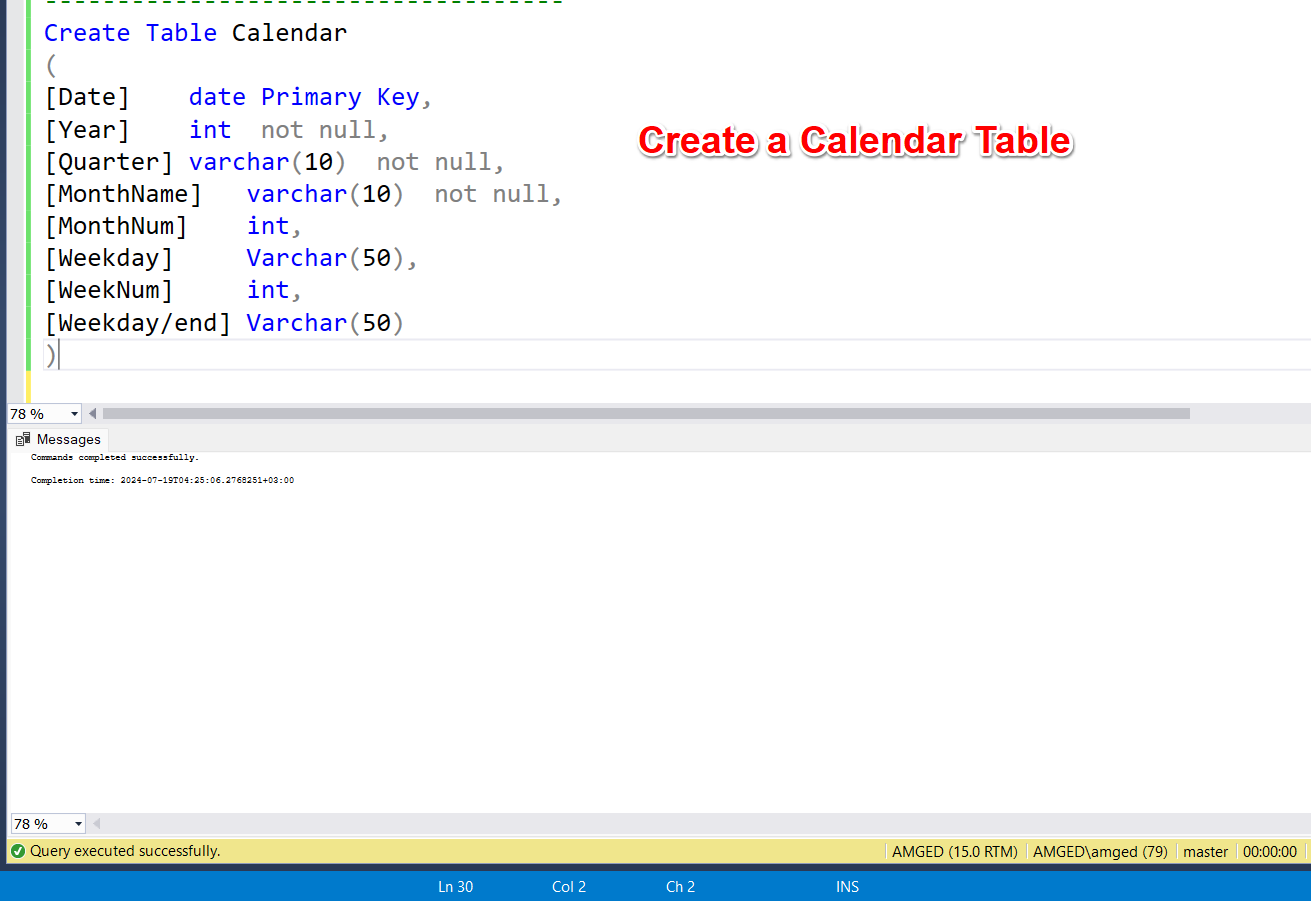 ------------------------------------
Create Table Calendar
(
[Date]    date Primary Key,
[Year]    int  not null,
Create a Calendar Table
[Quarter] varchar(10)  not null,
[MonthName]   varchar(10)  not null,
[MonthNum]    int,
[Weekday]     Varchar(50),
[WeekNum]     int,
[Weekday/end] Varchar(50)
)
78 %
Messages
Commands completed successfully.
Completion time: 2024-07-19T04:25:06.2768251+03:00
78 %
Query executed successfully. AMGED (15.0 RTM) AMGED\amged (79) master 00:00:00
Ln 30 Col 2 Ch 2 INS